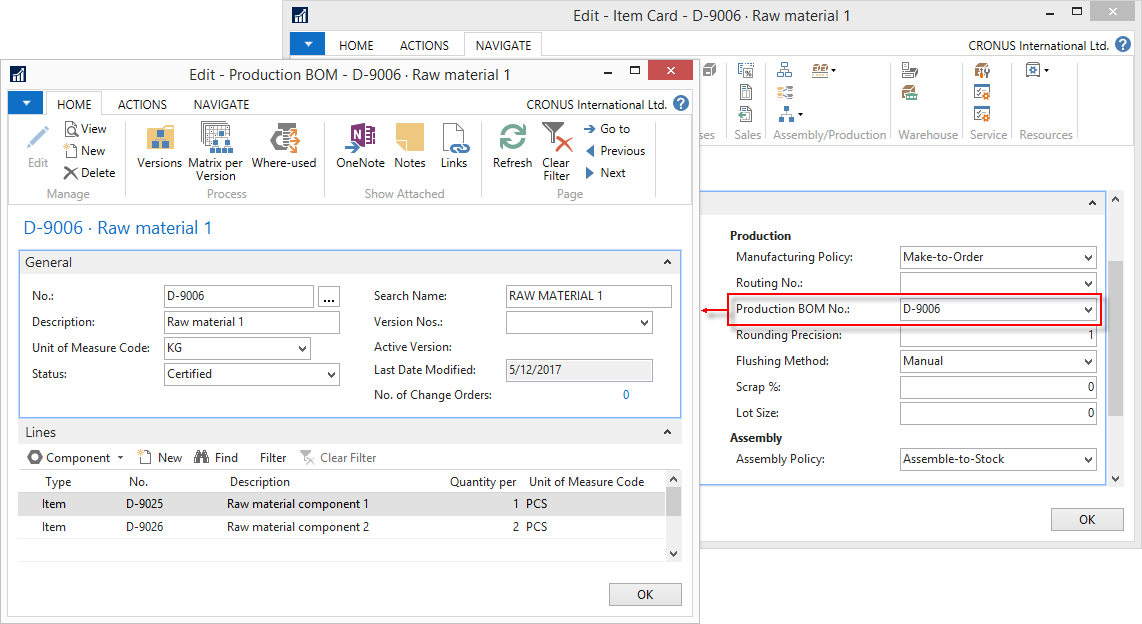 Edit - Item Card - D-9006 · Raw material 1
HOME ACTIONS NAVIGATE CRONUS International Ltd.
Sales Assembly/Production Warehouse Service Resources
Production
Manufacturing Policy: Make-to-Order
Routing No.:
Production BOM No.: D-9006
Rounding Precision: 1
Flushing Method: Manual
Scrap %: 0
Lot Size: 0
Assembly
Assembly Policy: Assemble-to-Stock
OK
Edit - Production BOM - D-9006 · Raw material 1
HOME ACTIONS NAVIGATE CRONUS International Ltd.
Edit
View
New
Delete
Manage
Versions
Matrix per
Version
Where-used
Process
OneNote
Notes
Links
Show Attached
Refresh
Clear
Filter
Go to
Previous
Next
Page
D-9006 · Raw material 1
General
No.: D-9006 ...
Description: Raw material 1
Unit of Measure Code: KG
Status: Certified
Search Name: RAW MATERIAL 1
Version Nos.:
Active Version:
Last Date Modified: 5/12/2017
No. of Change Orders: 0
Lines
Component New Find Filter Clear Filter
Type No. Description Quantity per Unit of Measure Code
Item D-9025 Raw material component 1 1 PCS
Item D-9026 Raw material component 2 2 PCS
OK